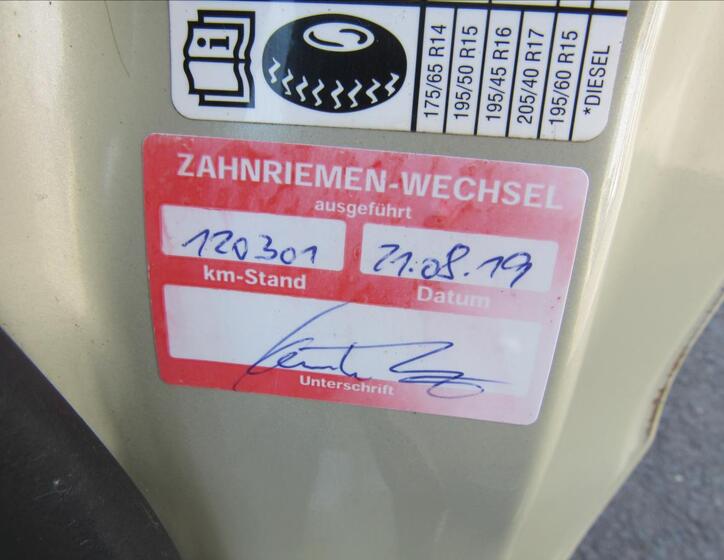 175/65 R14
195/50 R15
195/45 R16
205/40 R17
195/60 R15
*DIESEL
ZAHNRIEMEN-WECHSEL
ausgeführt
120301
21.08.19
km-Stand
Datum
Unterschrift